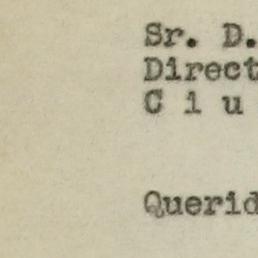 Sr. D.
Direct
C i u
Querid